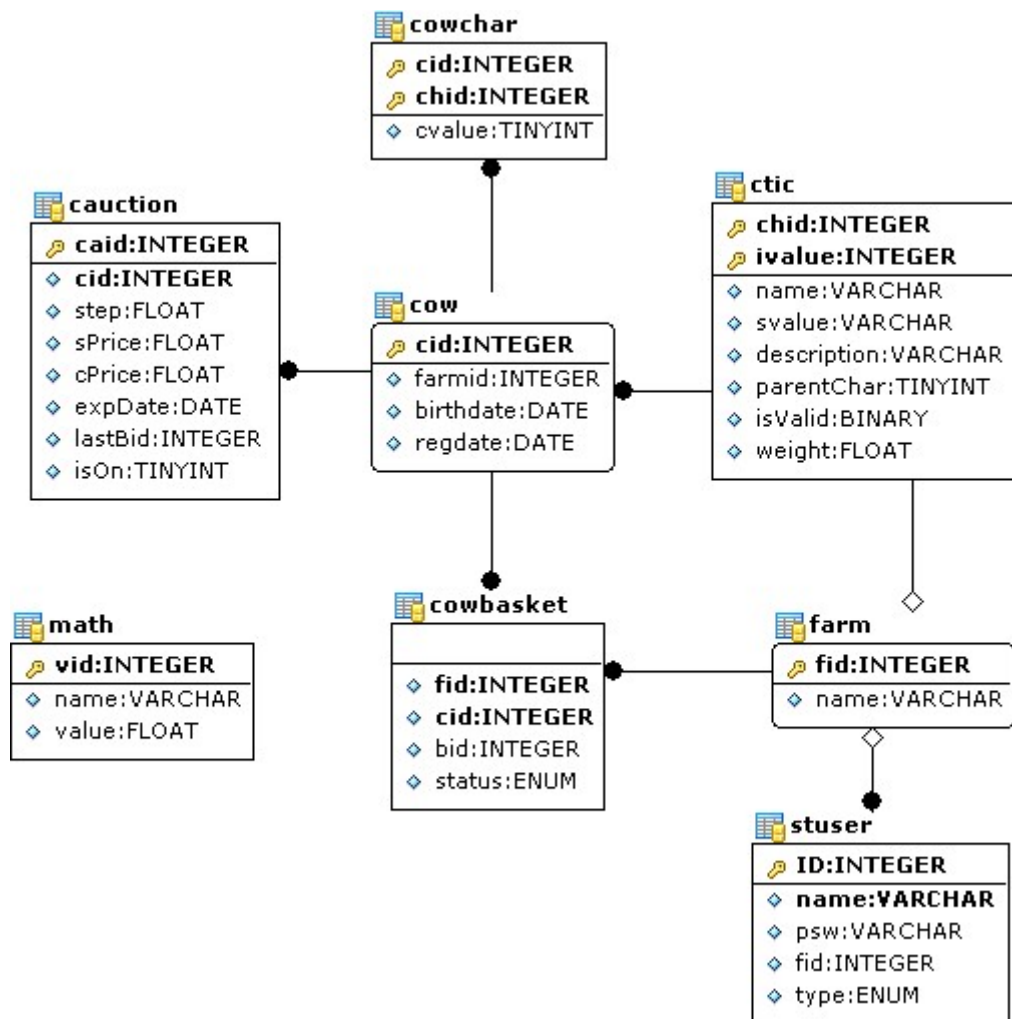 cowchar
cid:INTEGER
chid:INTEGER
cvalue:TINYINT
cauction
caid:INTEGER
cid:INTEGER
step:FLOAT
sPrice:FLOAT
cPrice:FLOAT
expDate:DATE
lastBid:INTEGER
isOn:TINYINT
cow
cid:INTEGER
farmid:INTEGER
birthdate:DATE
regdate:DATE
ctic
chid:INTEGER
ivalue:INTEGER
name:VARCHAR
svalue:VARCHAR
description:VARCHAR
parentChar:TINYINT
isValid:BINARY
weight:FLOAT
math
vid:INTEGER
name:VARCHAR
value:FLOAT
cowbasket
fid:INTEGER
cid:INTEGER
bid:INTEGER
status:ENUM
farm
fid:INTEGER
name:VARCHAR
stuser
ID:INTEGER
name:VARCHAR
psw:VARCHAR
fid:INTEGER
type:ENUM